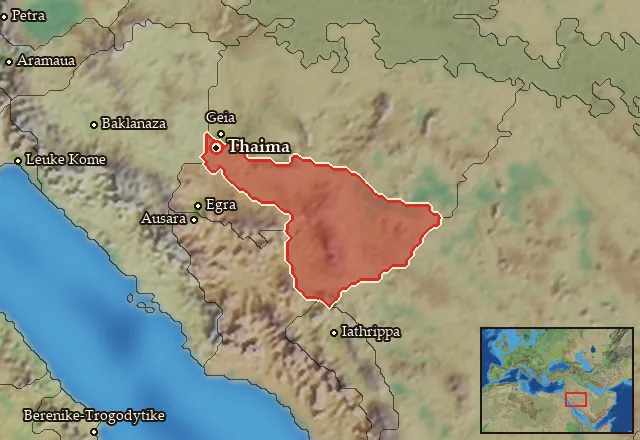 Petra
Aramaua
Geia
Baklanaza
Thaima
Leuke Kome
Egra
Ausara
Iathrippa
Berenike-Trogodytike